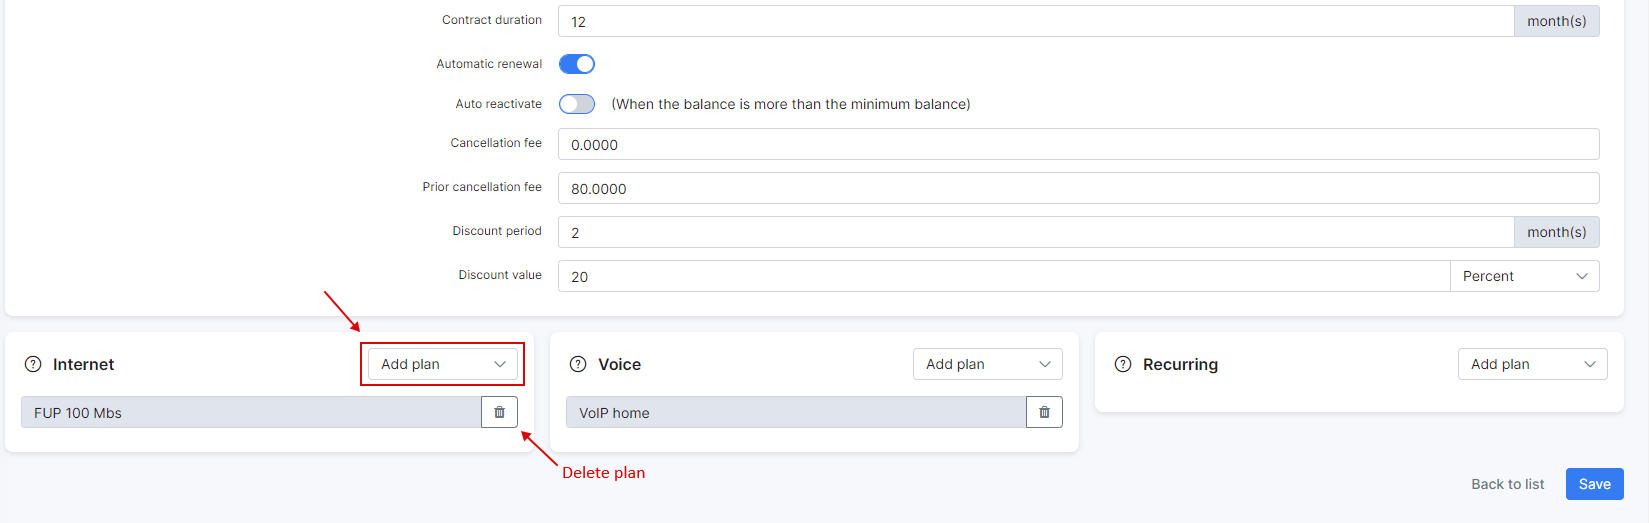 Contract duration 12 month(s)
Automatic renewal
Auto reactivate (When the balance is more than the minimum balance)
Cancellation fee 0.0000
Prior cancellation fee 80.0000
Discount period 2 month(s)
Discount value 20 Percent
? Internet Add plan
FUP 100 Mbs
? Voice Add plan
VoIP home
? Recurring Add plan
Delete plan
Back to list Save